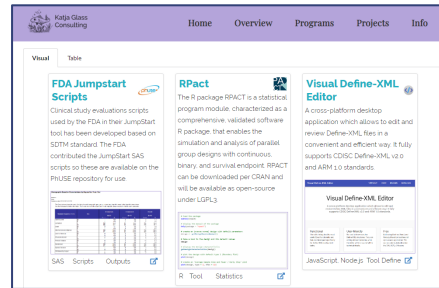 Katja Glass
Consulting
Home Overview Programs Projects Info
Visual Table
FDA Jumpstart
Scripts
Clinical study evaluations scripts
used by the FDA in their JumpStart
tool has been developed based on
SDTM standard. The FDA
contributed the JumpStart SAS
scripts so these are available on the
PhUSE repository for use.
SAS Scripts Outputs
RPact
The R package RPACT is a statistical
program module, characterized as a
comprehensive, validated software
R package, that enables the
simulation and analysis of parallel
group designs with continuous,
binary, and survival endpoint. RPACT
can be downloaded per CRAN and
will be available as open-source
under LGPL3.
R Tool Statistics
Visual Define-XML
Editor
A cross-platform desktop
application which allows to edit and
review Define-XML files in a
convenient and efficient way. It fully
supports CDISC Define-XML v2.0
and ARM 1.0 standards.
Visual Define-XML Editor
JavaScript Node.js Tool Define